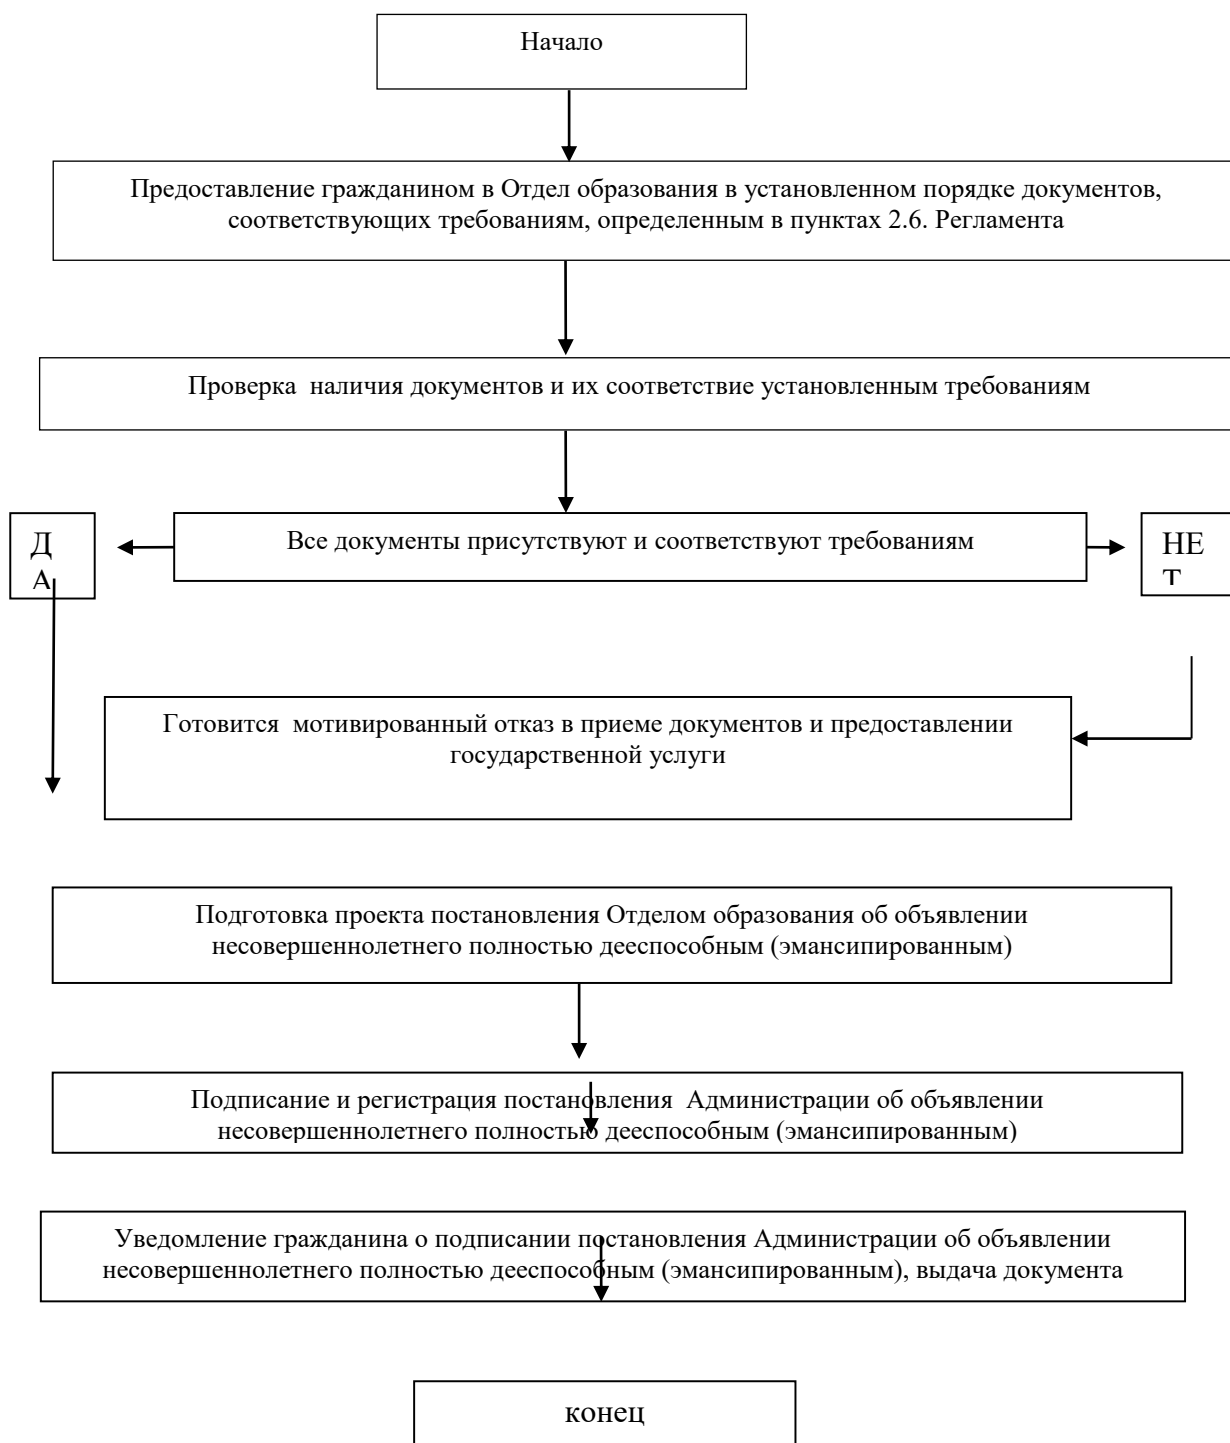 Начало
Предоставление гражданином в Отдел образования в установленном порядке документов,
соответствующих требованиям, определенным в пунктах 2.6. Регламента
Проверка  наличия документов и их соответствие установленным требованиям
Д
А
Все документы присутствуют и соответствуют требованиям
НЕ
Т
Готовится  мотивированный отказ в приеме документов и предоставлении
государственной услуги
Подготовка проекта постановления Отделом образования об объявлении
несовершеннолетнего полностью дееспособным (эмансипированным)
Подписание и регистрация постановления  Администрации об объявлении
несовершеннолетнего полностью дееспособным (эмансипированным)
Уведомление гражданина о подписании постановления Администрации об объявлении
несовершеннолетнего полностью дееспособным (эмансипированным), выдача документа
конец